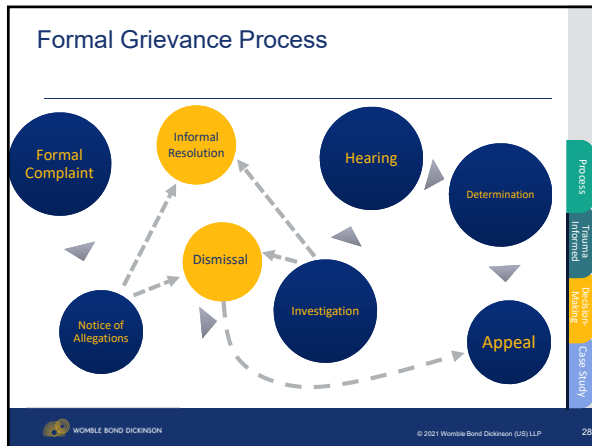 Formal Grievance Process
Formal
Complaint
Informal
Resolution
Hearing
Determination
Dismissal
Notice of
Allegations
Investigation
Appeal
Process
Trauma
Informed
Decision-
Making
Case Study
WOMBLE BOND DICKINSON
© 2021 Womble Bond Dickinson (US) LLP
28